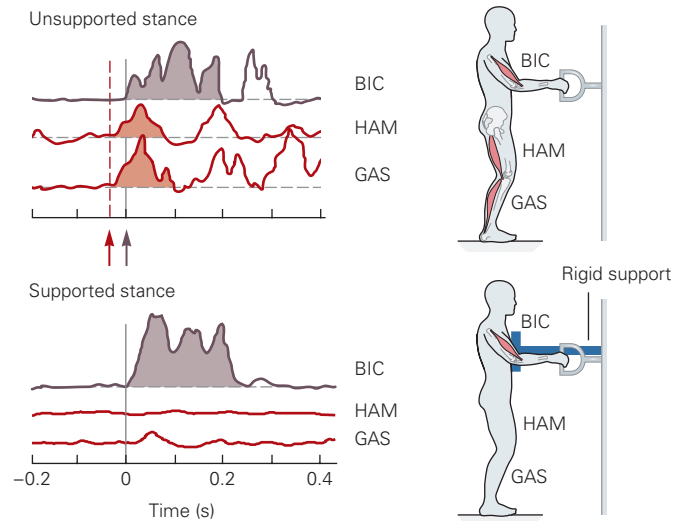 Unsupported stance
BIC
HAM
GAS
BIC
HAM
GAS
Supported stance
BIC
HAM
GAS
−0.2
0
0.2
0.4
Time (s)
Rigid support
BIC
HAM
GAS